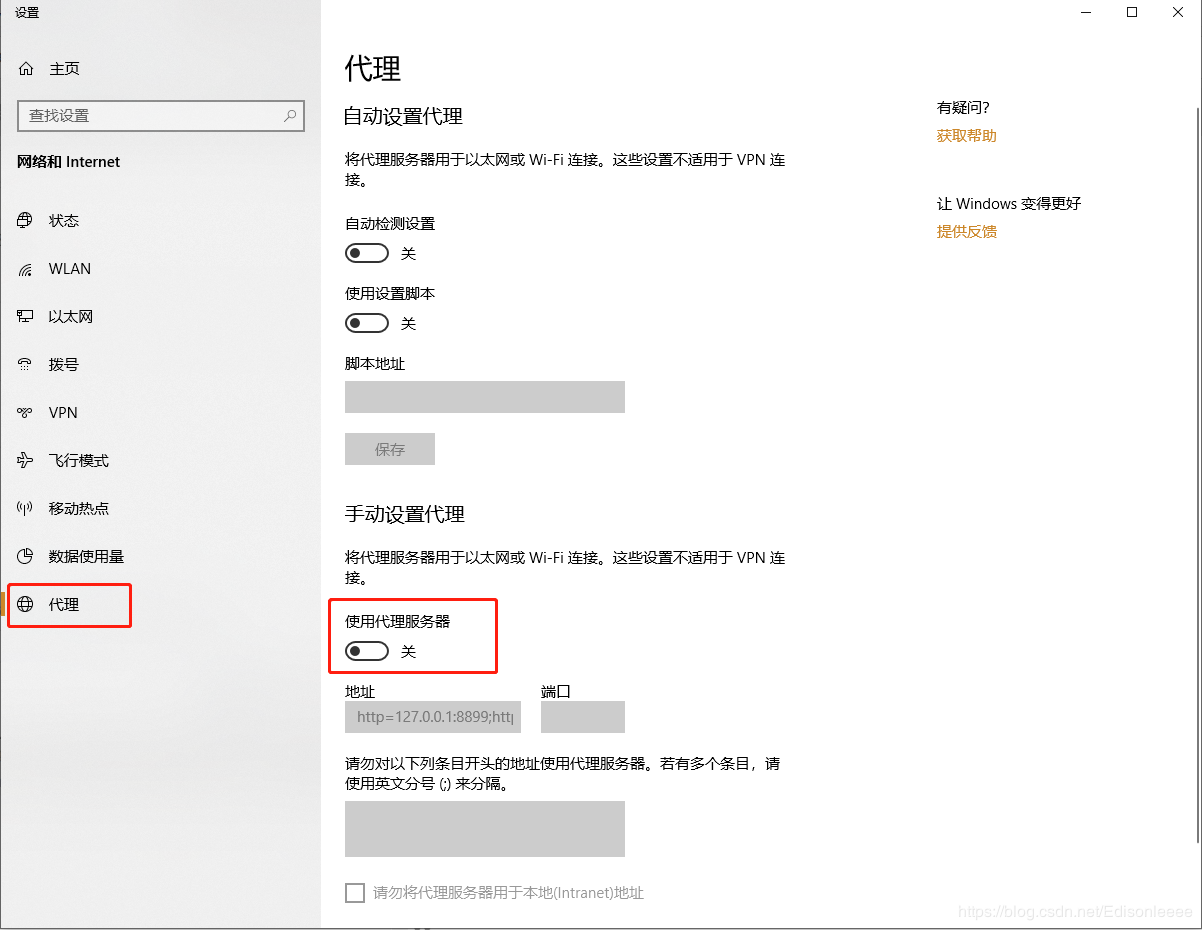 设置
主页
查找设置
网络和 Internet
状态
WLAN
以太网
拨号
VPN
飞行模式
移动热点
数据使用量
代理
代理
自动设置代理
将代理服务器用于以太网或 Wi-Fi 连接。这些设置不适用于 VPN 连
接。
自动检测设置
关
使用设置脚本
关
脚本地址
保存
手动设置代理
将代理服务器用于以太网或 Wi-Fi 连接。这些设置不适用于 VPN 连
接。
使用代理服务器
关
地址 端口
http=127.0.0.1:8899;http
请勿对以下列条目开头的地址使用代理服务器。若有多个条目，请
使用英文分号 (;) 来分隔。
请勿将代理服务器用于本地(Intranet)地址
有疑问?
获取帮助
让 Windows 变得更好
提供反馈
https://blog.csdn.net/Edisonleeee